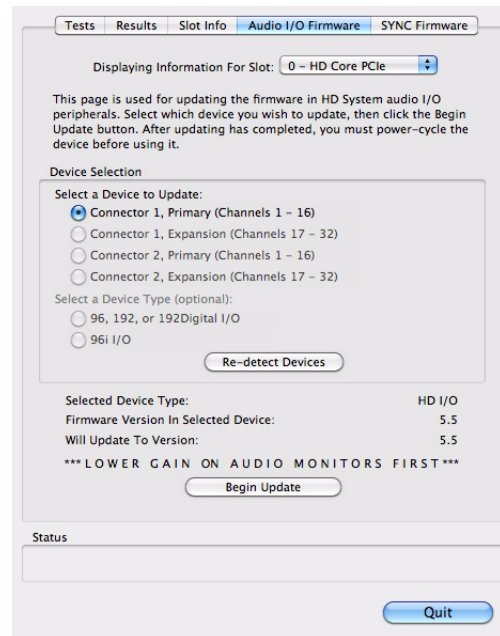 Tests Results Slot Info Audio I/O Firmware SYNC Firmware
Displaying Information For Slot: 0 – HD Core PCIe
This page is used for updating the firmware in HD System audio I/O
peripherals. Select which device you wish to update, then click the Begin
Update button. After updating has completed, you must power-cycle the
device before using it.
Device Selection
Select a Device to Update:
Connector 1, Primary (Channels 1 – 16)
Connector 1, Expansion (Channels 17 – 32)
Connector 2, Primary (Channels 1 – 16)
Connector 2, Expansion (Channels 17 – 32)
Select a Device Type (optional):
96, 192, or 192Digital I/O
96i I/O
Re-detect Devices
Selected Device Type: HD I/O
Firmware Version In Selected Device: 5.5
Will Update To Version: 5.5
*** L O W E R G A I N O N A U D I O M O N I T O R S F I R S T ***
Begin Update
Status
Quit